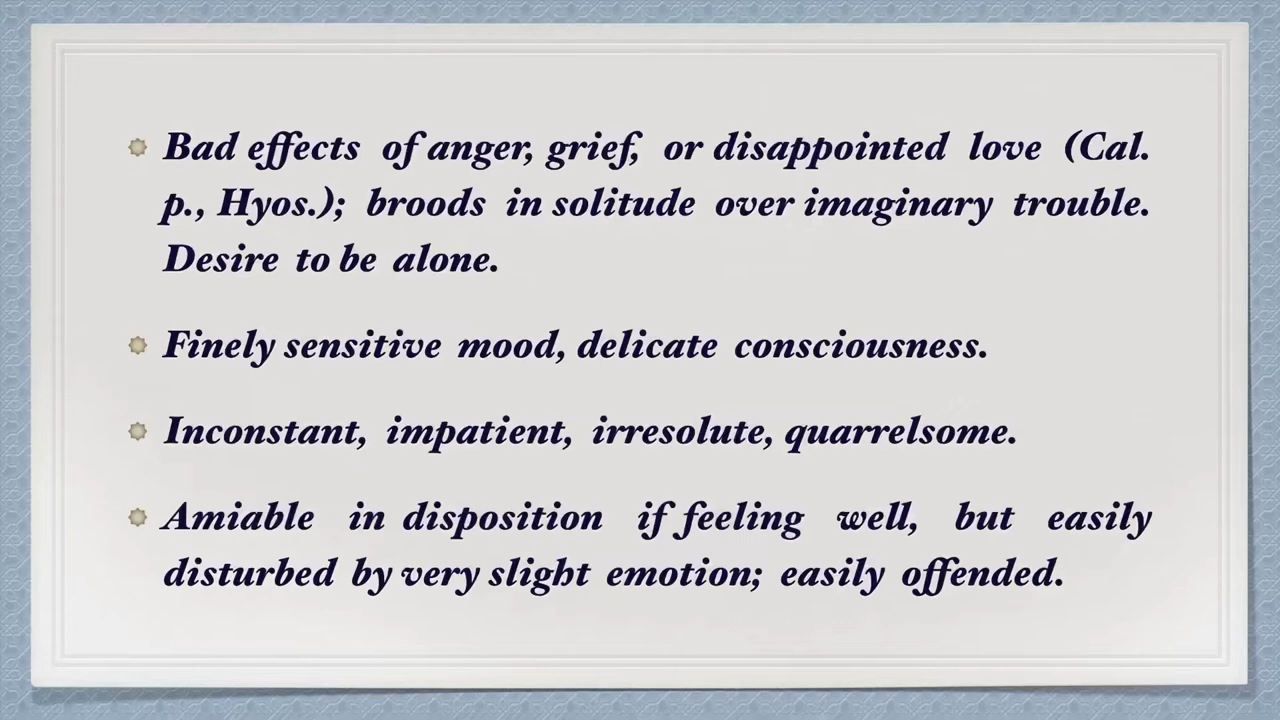 Bad effects of anger, grief, or disappointed love (Cal.
p., Hyos.); broods in solitude over imaginary trouble.
Desire to be alone.
Finely sensitive mood, delicate consciousness.
Inconstant, impatient, irresolute, quarrelsome.
Amiable in disposition if feeling well, but easily
disturbed by very slight emotion; easily offended.